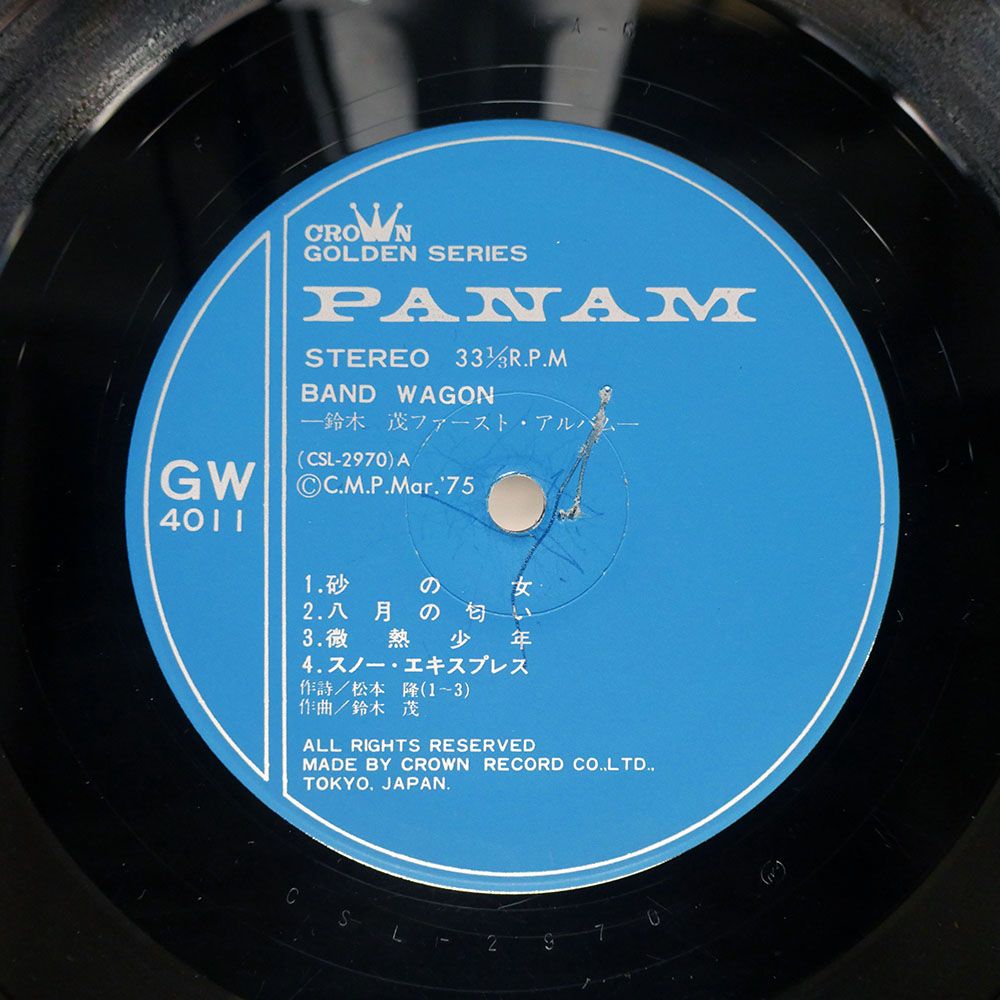 CROWN
GOLDEN SERIES
PANAM
STEREO 33⅓R.P.M
BAND WAGON
―鈴木 茂ファースト・アルバム―
(CSL-2970)A
ⒸC.M.P.Mar.'75
GW
4011
1.砂の女
2.八月の匂い
3.微熱少年
4.スノー・エキスプレス
作詩/松本 隆(1~3)
作曲/鈴木 茂
ALL RIGHTS RESERVED
MADE BY CROWN RECORD CO.,LTD.,
TOKYO, JAPAN.
CSL-2970